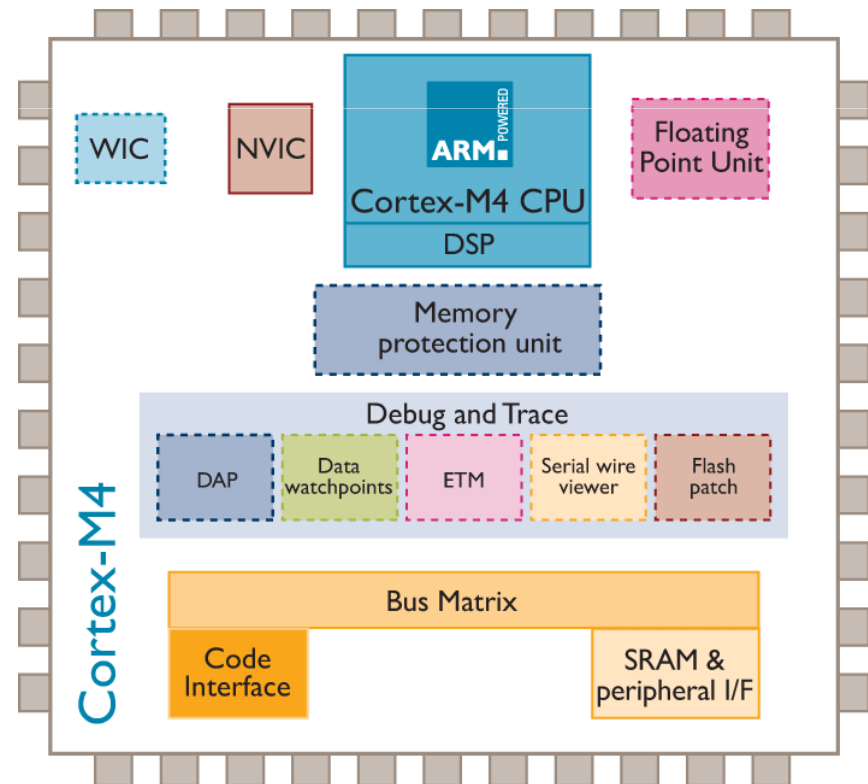 WIC
NVIC
ARM
POWERED
Cortex-M4 CPU
DSP
Floating
Point Unit
Memory
protection unit
Debug and Trace
DAP
Data
watchpoints
ETM
Serial wire
viewer
Flash
patch
Cortex-M4
Bus Matrix
Code
Interface
SRAM &
peripheral I/F